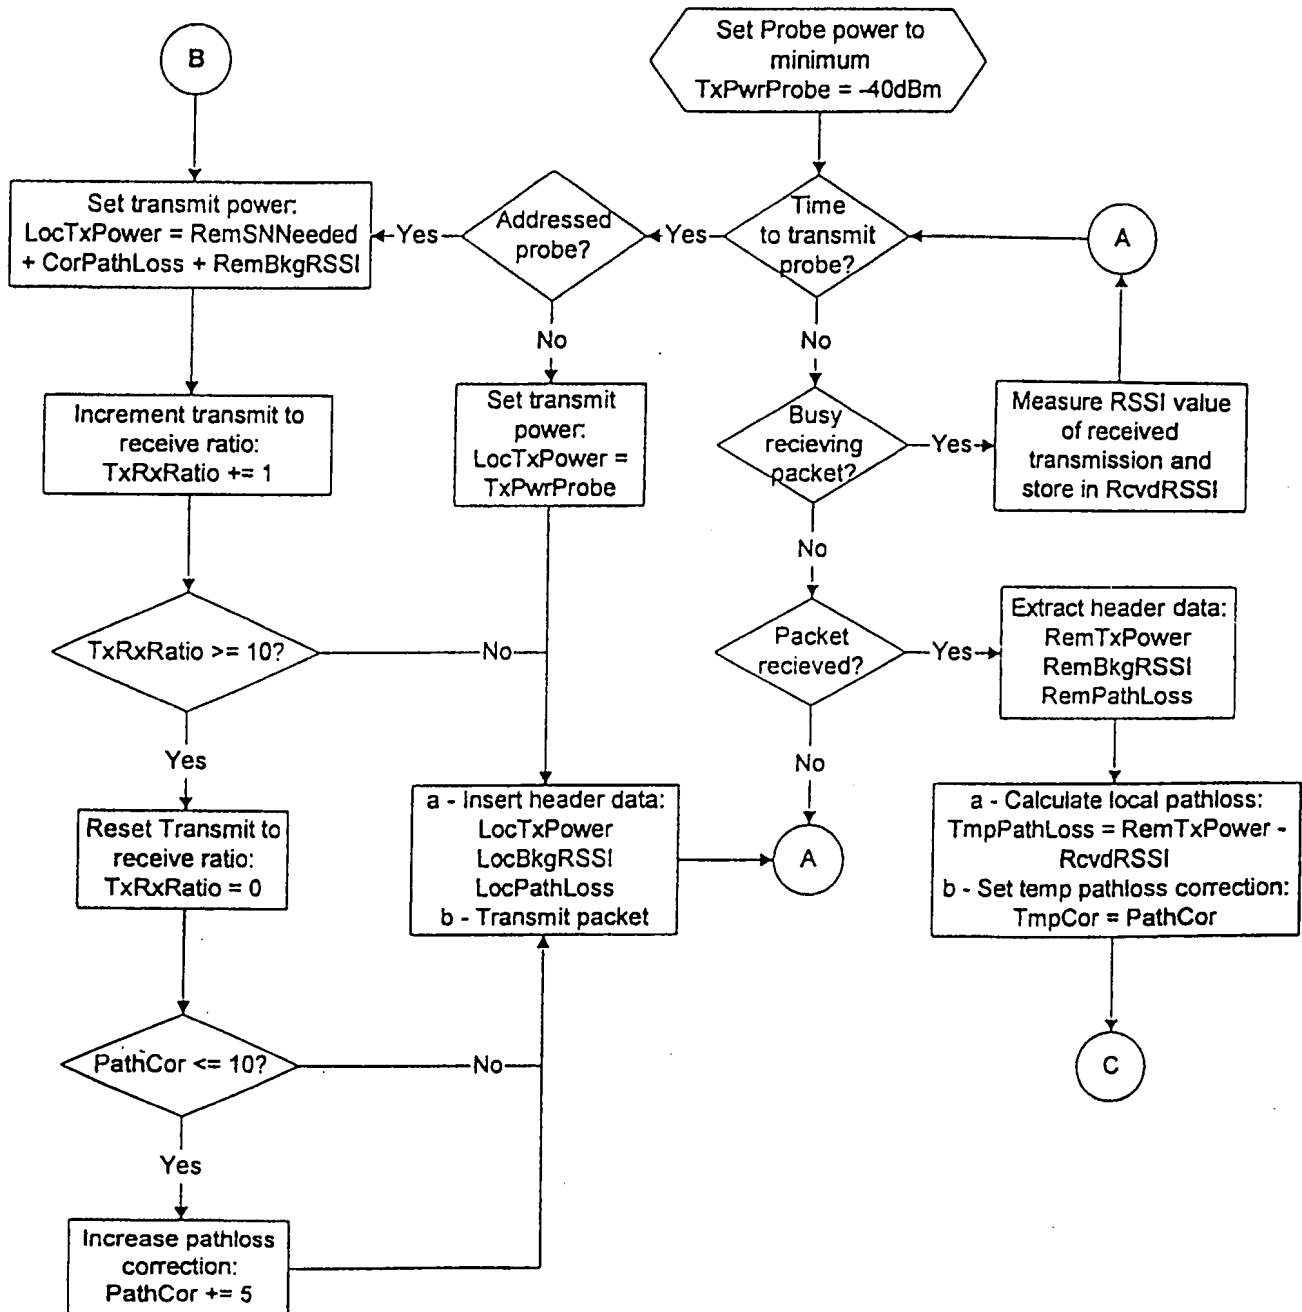 B
Set Probe power to
minimum
TxPwrProbe = -40dBm
Set transmit power:
LocTxPower = RemSNNeeded
+ CorPathLoss + RemBkgRSSI
Yes
Addressed
probe?
Yes
Time
to transmit
probe?
A
No
No
Increment transmit to
receive ratio:
TxRxRatio += 1
Set transmit
power:
LocTxPower =
TxPwrProbe
Busy
recieving
packet?
Yes
Measure RSSI value
of received
transmission and
store in RcvdRSSI
No
TxRxRatio >= 10?
No
Packet
recieved?
Yes
Extract header data:
RemTxPower
RemBkgRSSI
RemPathLoss
Yes
No
Reset Transmit to
receive ratio:
TxRxRatio = 0
a - Insert header data:
LocTxPower
LocBkgRSSI
LocPathLoss
b - Transmit packet
A
a - Calculate local pathloss:
TmpPathLoss = RemTxPower -
RcvdRSSI
b - Set temp pathloss correction:
TmpCor = PathCor
PathCor <= 10?
No
C
Yes
Increase pathloss
correction:
PathCor += 5